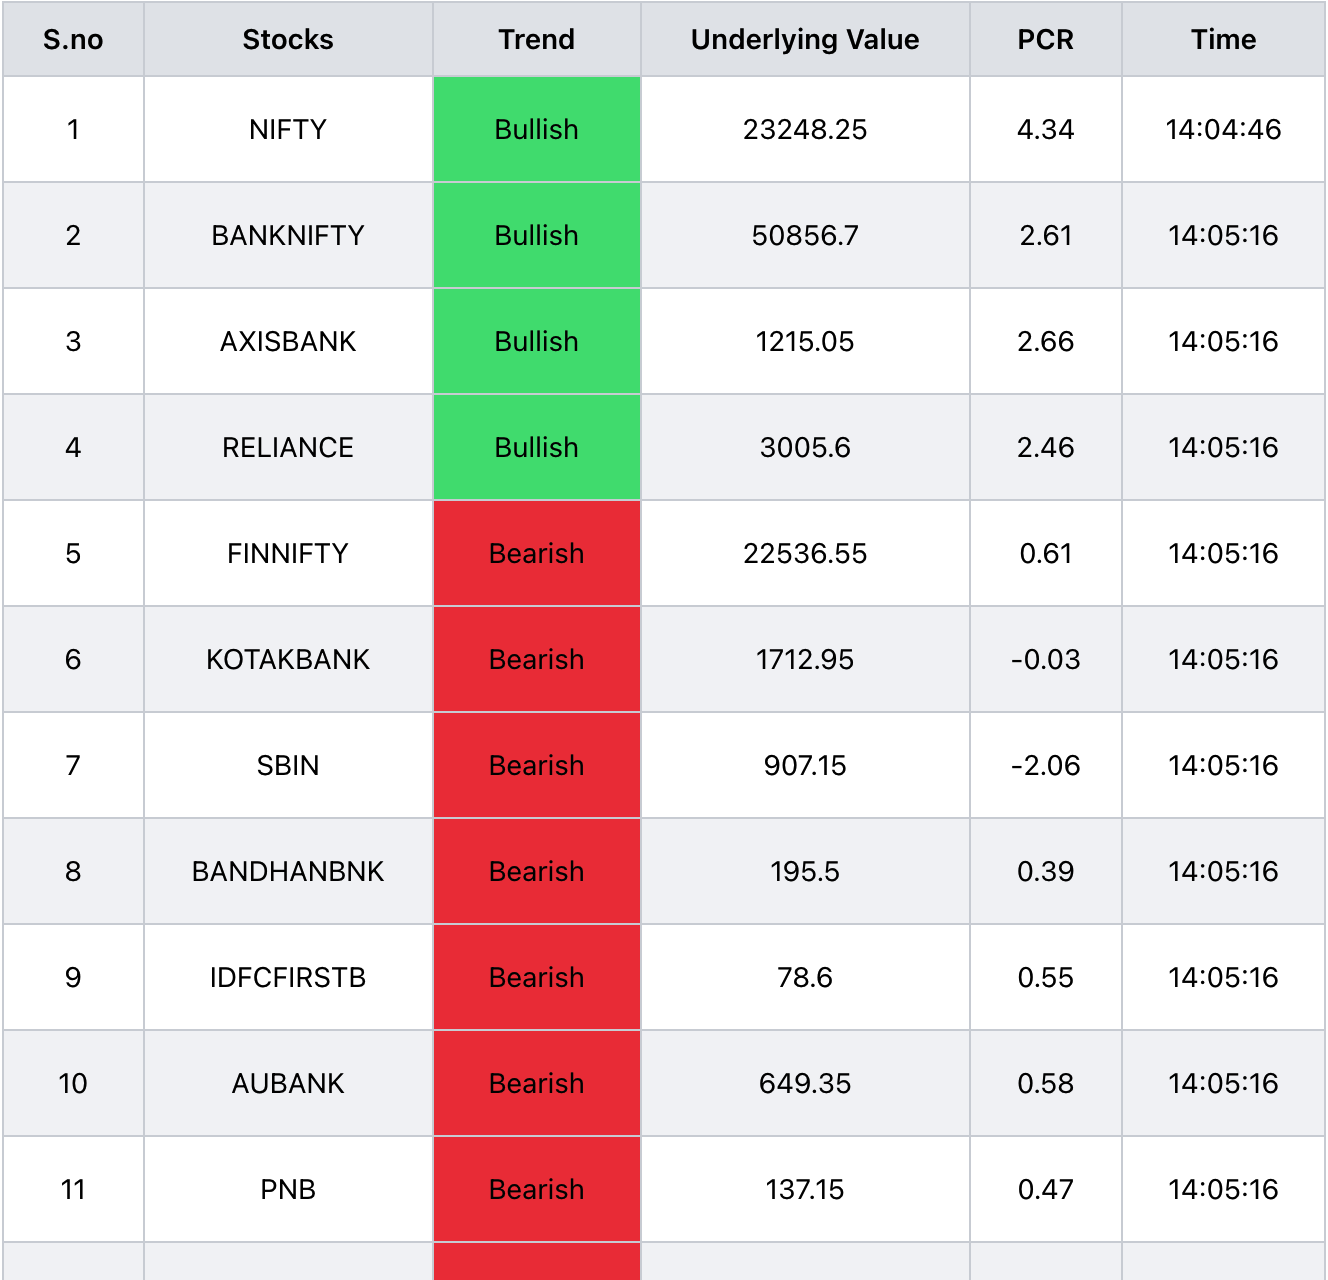 S.no Stocks Trend Underlying Value PCR Time
1 NIFTY Bullish 23248.25 4.34 14:04:46
2 BANKNIFTY Bullish 50856.7 2.61 14:05:16
3 AXISBANK Bullish 1215.05 2.66 14:05:16
4 RELIANCE Bullish 3005.6 2.46 14:05:16
5 FINNIFTY Bearish 22536.55 0.61 14:05:16
6 KOTAKBANK Bearish 1712.95 -0.03 14:05:16
7 SBIN Bearish 907.15 -2.06 14:05:16
8 BANDHANBNK Bearish 195.5 0.39 14:05:16
9 IDFCFIRSTB Bearish 78.6 0.55 14:05:16
10 AUBANK Bearish 649.35 0.58 14:05:16
11 PNB Bearish 137.15 0.47 14:05:16